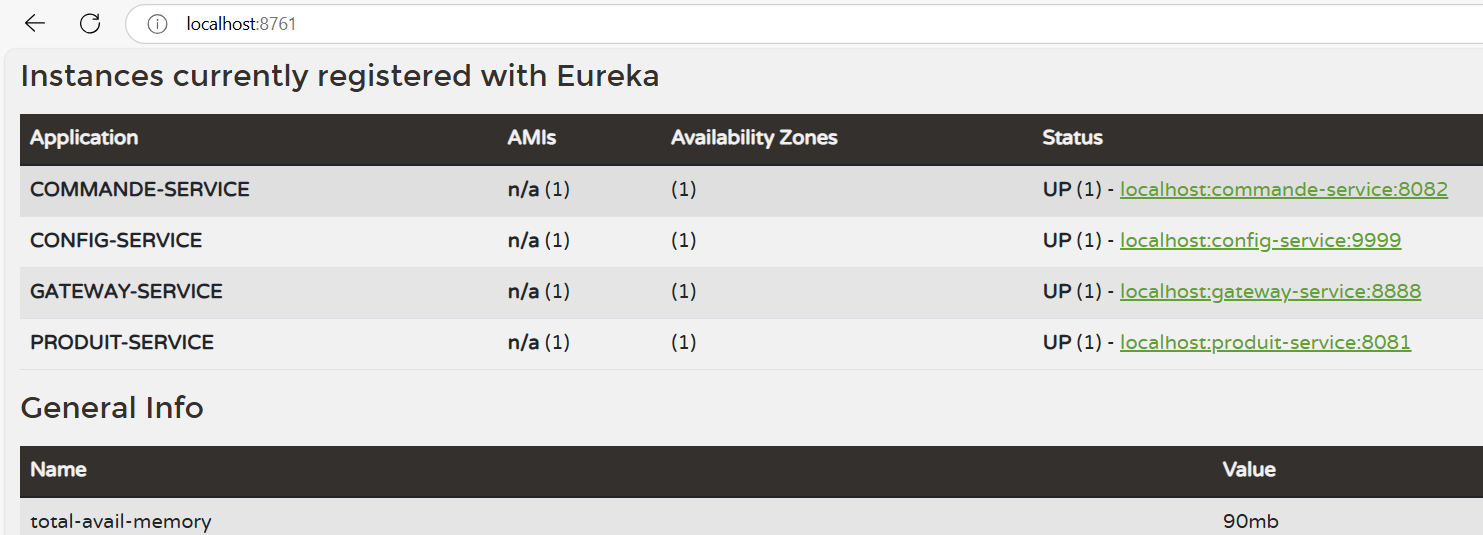 localhost:8761
Instances currently registered with Eureka
Application AMIs Availability Zones Status
COMMANDE-SERVICE n/a (1) (1) UP (1) - localhost:commande-service:8082
CONFIG-SERVICE n/a (1) (1) UP (1) - localhost:config-service:9999
GATEWAY-SERVICE n/a (1) (1) UP (1) - localhost:gateway-service:8888
PRODUIT-SERVICE n/a (1) (1) UP (1) - localhost:produit-service:8081
General Info
Name Value
total-avail-memory 90mb